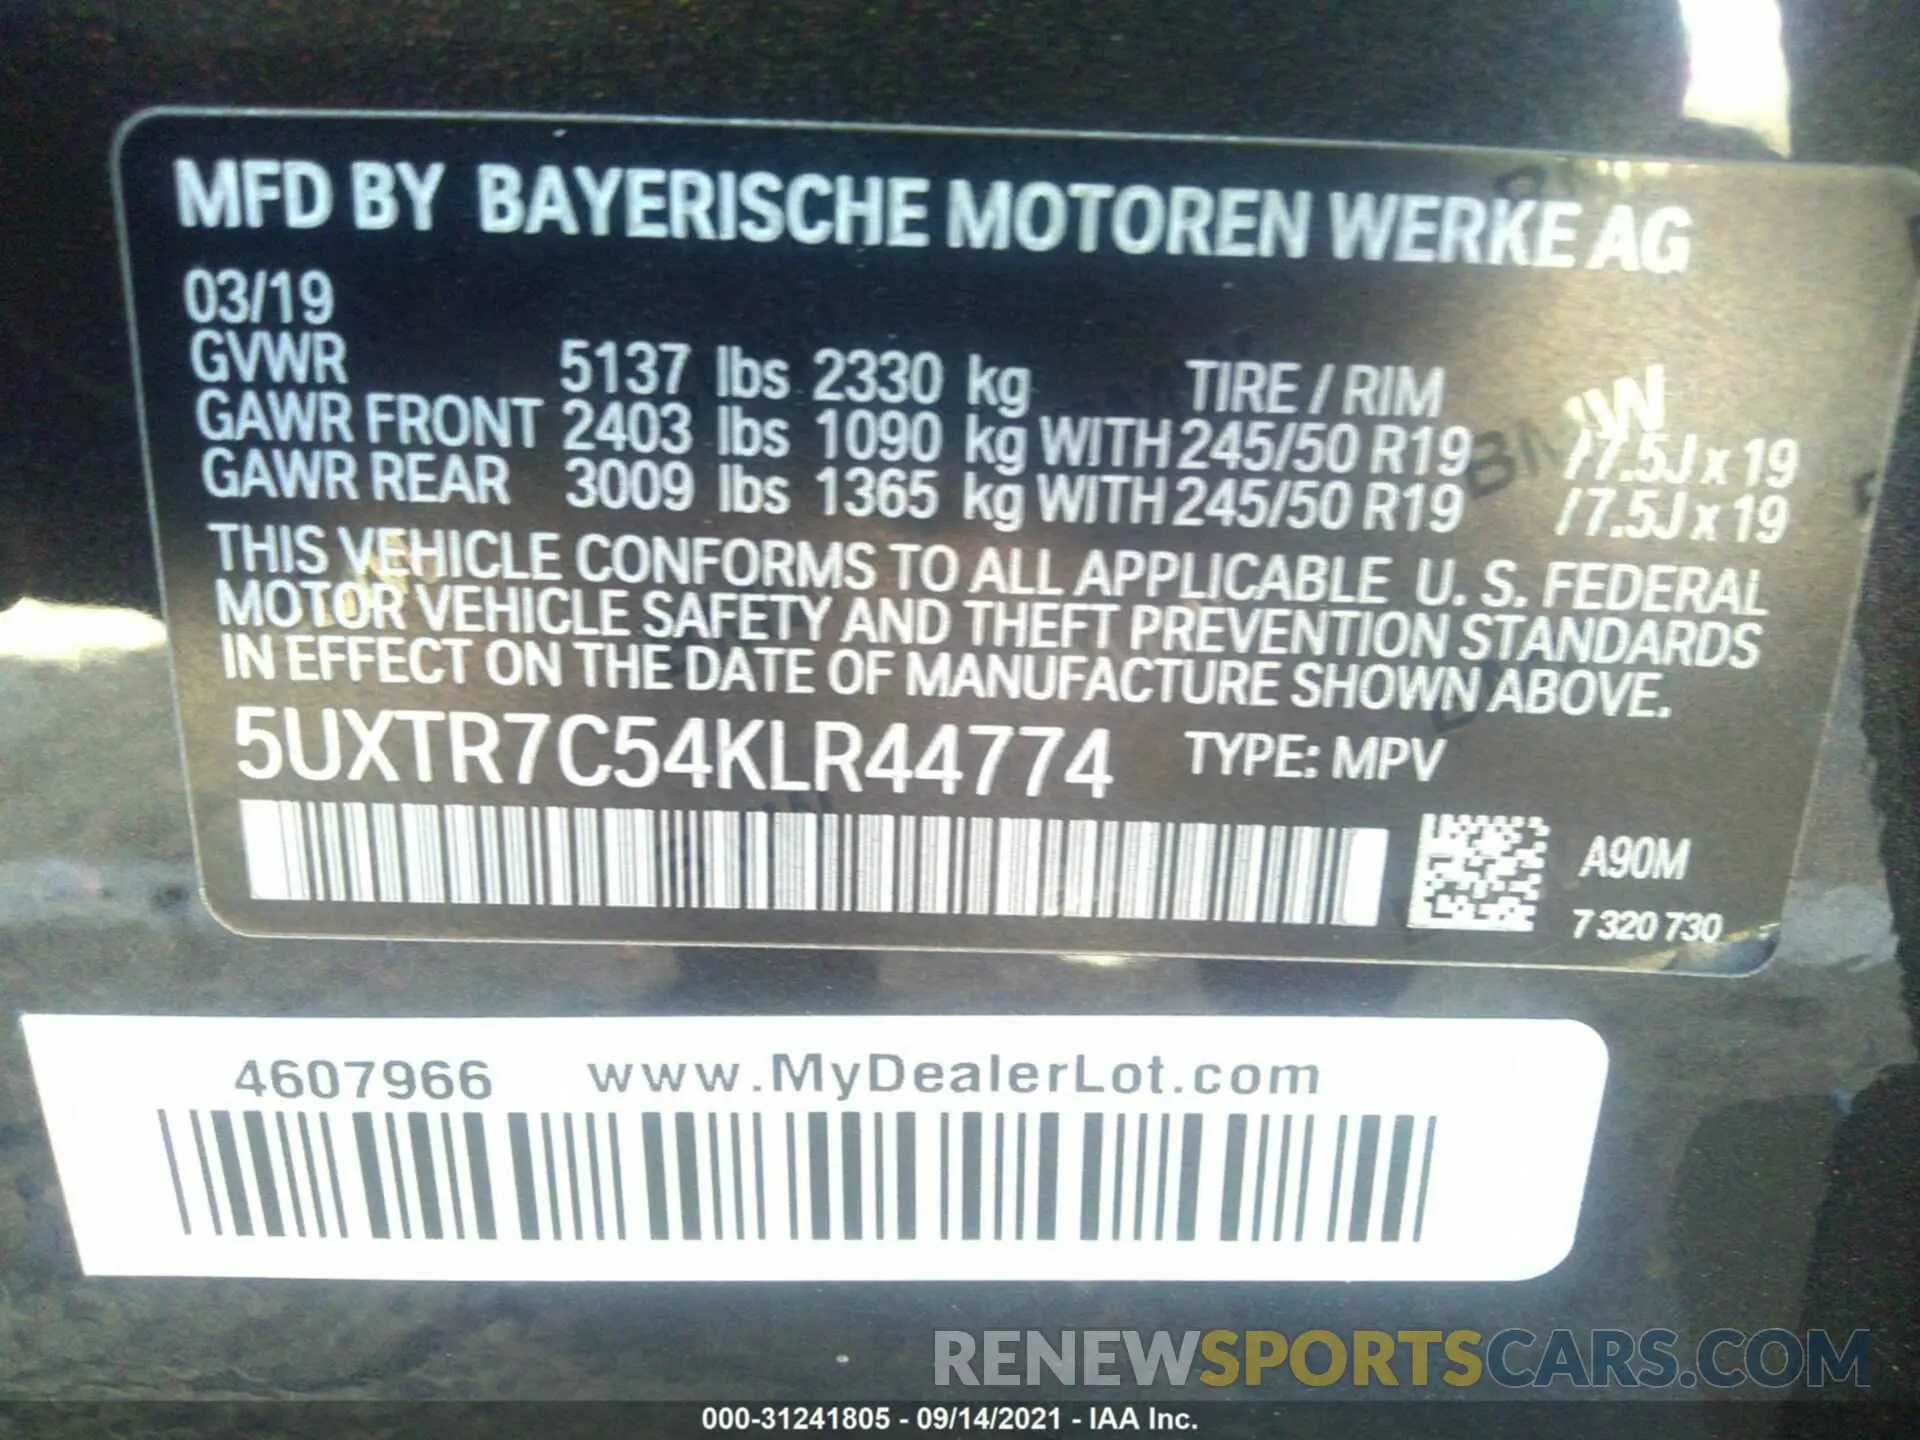 MFD BY BAYERISCHE MOTOREN WERKE AG
03/19
GVWR 5137 lbs 2330 kg TIRE / RIM
GAWR FRONT 2403 lbs 1090 kg WITH 245/50 R19 /7.5J x 19
GAWR REAR 3009 lbs 1365 kg WITH 245/50 R19 /7.5J x 19
THIS VEHICLE CONFORMS TO ALL APPLICABLE U. S. FEDERAL
MOTOR VEHICLE SAFETY AND THEFT PREVENTION STANDARDS
IN EFFECT ON THE DATE OF MANUFACTURE SHOWN ABOVE.
5UXTR7C54KLR44774 TYPE: MPV
A90M
7 320 730
4607966 www.MyDealerLot.com
RENEWSPORTSCARS.COM
000-31241805 - 09/14/2021 - IAA Inc.